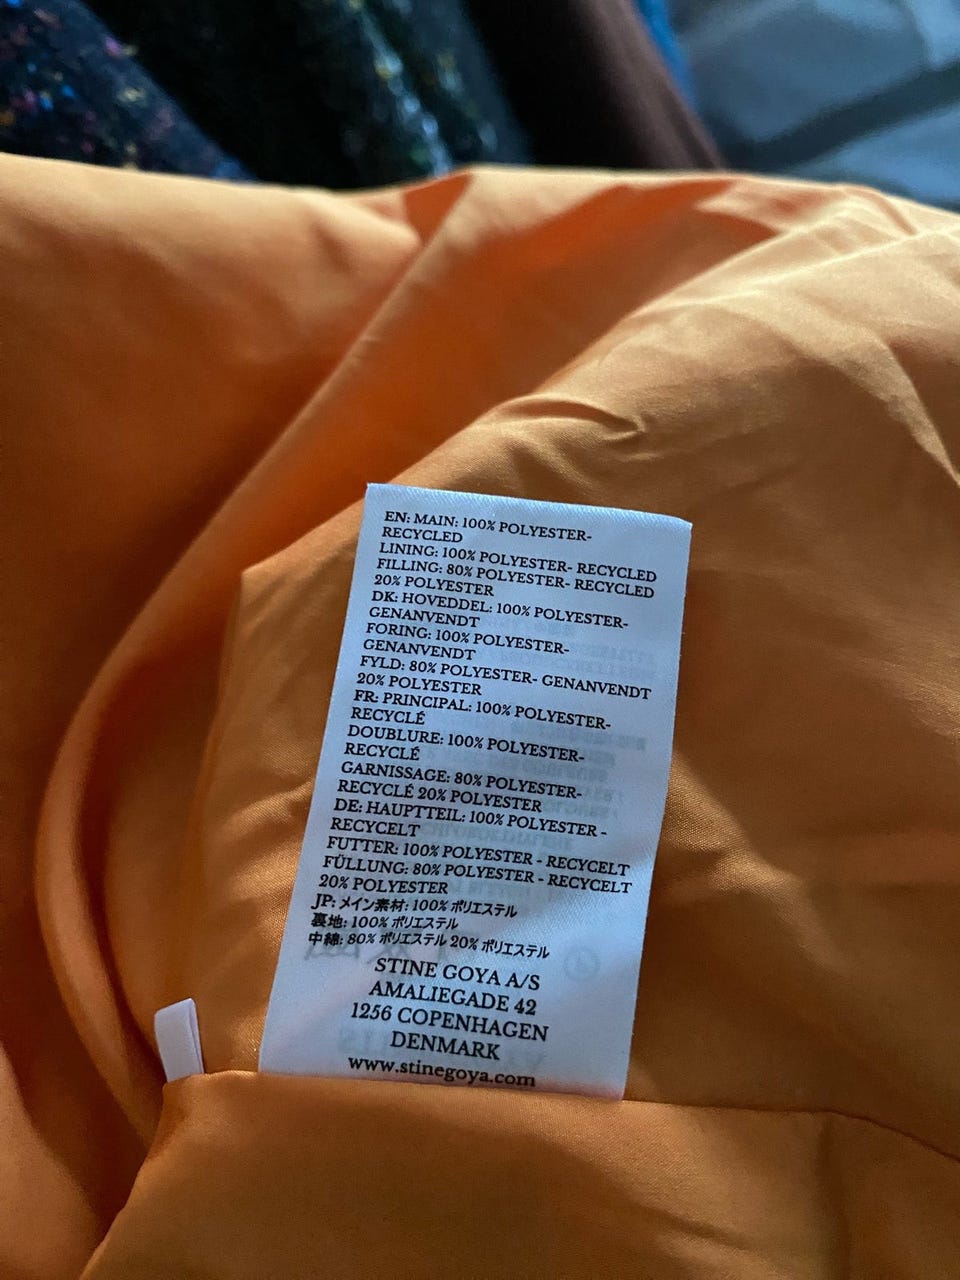 EN: MAIN: 100% POLYESTER-
RECYCLED
LINING: 100% POLYESTER- RECYCLED
FILLING: 80% POLYESTER- RECYCLED
20% POLYESTER
DK: HOVEDDEL: 100% POLYESTER-
GENANVENDT
FORING: 100% POLYESTER-
GENANVENDT
FYLD: 80% POLYESTER- GENANVENDT
20% POLYESTER
FR: PRINCIPAL: 100% POLYESTER-
RECYCLÉ
DOUBLURE: 100% POLYESTER-
RECYCLÉ
GARNISSAGE: 80% POLYESTER-
RECYCLÉ 20% POLYESTER
DE: HAUPTTEIL: 100% POLYESTER -
RECYCELT
FUTTER: 100% POLYESTER - RECYCELT
FÜLLUNG: 80% POLYESTER - RECYCELT
20% POLYESTER
JP: メイン素材: 100% ポリエステル
裏地: 100% ポリエステル
中綿: 80% ポリエステル 20% ポリエステル
STINE GOYA A/S
AMALIEGADE 42
1256 COPENHAGEN
DENMARK
www.stinegoya.com